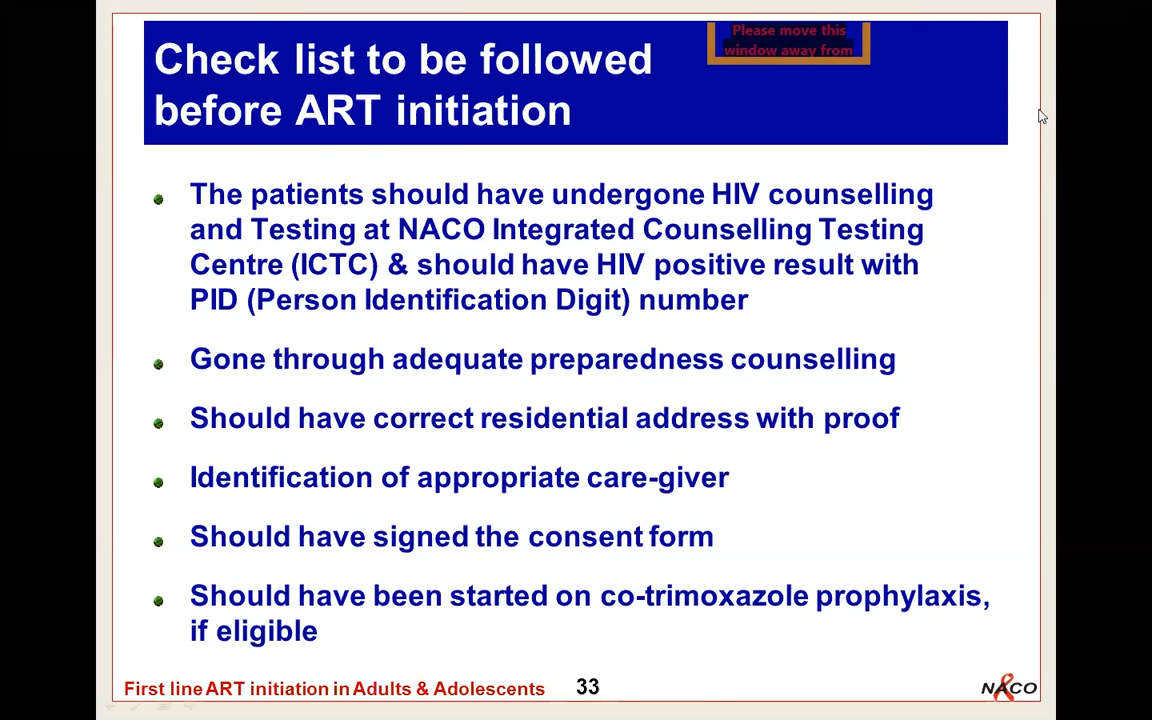 Please move this
window away from
Check list to be followed
before ART initiation
The patients should have undergone HIV counselling
and Testing at NACO Integrated Counselling Testing
Centre (ICTC) & should have HIV positive result with
PID (Person Identification Digit) number
Gone through adequate preparedness counselling
Should have correct residential address with proof
Identification of appropriate care-giver
Should have signed the consent form
Should have been started on co-trimoxazole prophylaxis,
if eligible
First line ART initiation in Adults & Adolescents 33
NACO